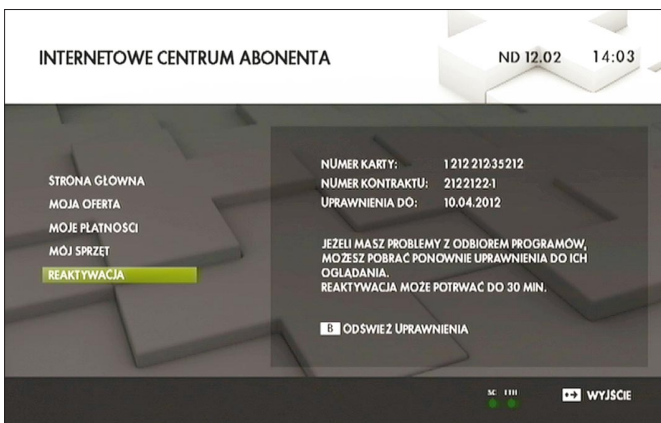 INTERNETOWE CENTRUM ABONENTA
ND 12.02 14:03
STRONA GŁÓWNA
MOJA OFERTA
MOJE PŁATNOŚCI
MÓJ SPRZĘT
REAKTYWACJA
NUMER KARTY: 1212 212-35212
NUMER KONTRAKTU: 2122122-1
UPRAWNIENIA DO: 10.04.2012
JEŻELI MASZ PROBLEMY Z ODBIOREM PROGRAMÓW,
MOŻESZ POBRAĆ PONOWNIE UPRAWNIENIA DO ICH
OGLĄDANIA.
REAKTYWACJA MOŻE POTRWAĆ DO 30 MIN.
B ODŚWIEŻ UPRAWNIENIA
SC ETH
WYJŚCIE